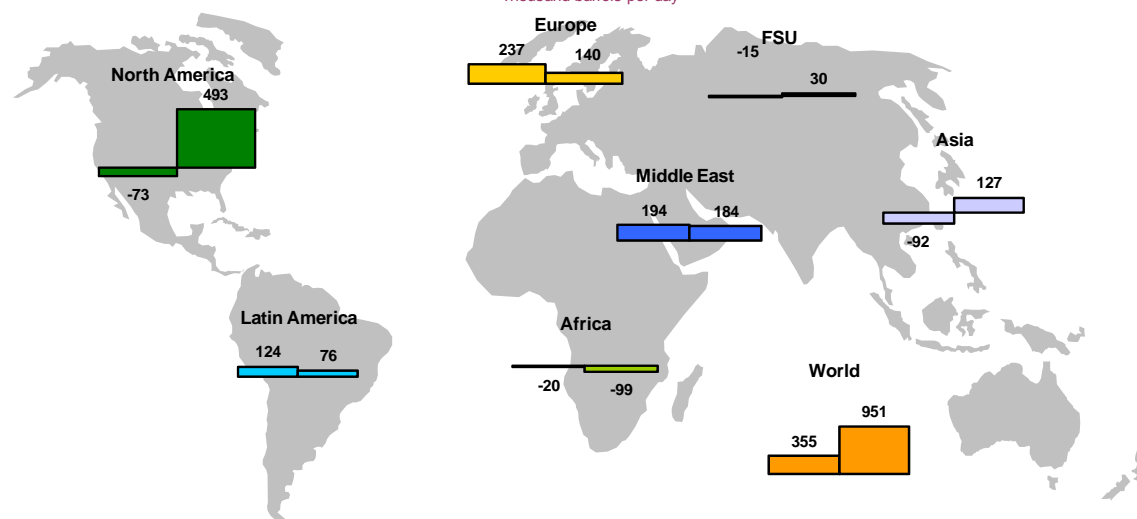 Thousand barrels per day
Europe
237
140
FSU
-15
30
North America
493
-73
Asia
127
-92
Middle East
194
184
Latin America
124
76
Africa
-20
-99
World
951
355